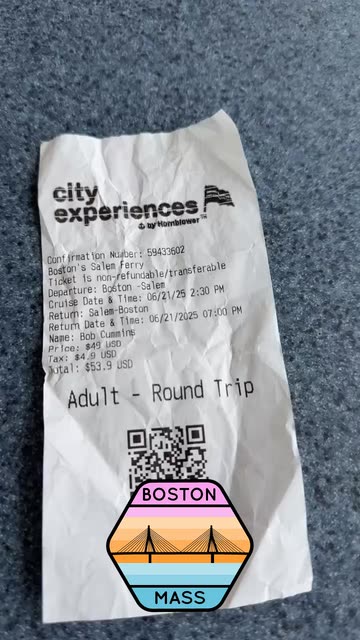 city
experiences™
by Hornblower™
Confirmation Number: 59433602
Boston's Salem Ferry
Ticket is non-refundable/transferable
Departure: Boston -Salem
Cruise Date & Time: 06/21/25 2:30 PM
Return: Salem-Boston
Return Date & Time: 06/21/2025 07:00 PM
Name: Bob Cummins
Price: $49 USD
Tax: $4.9 USD
Total: $53.9 USD
Adult - Round Trip
BOSTON
MASS